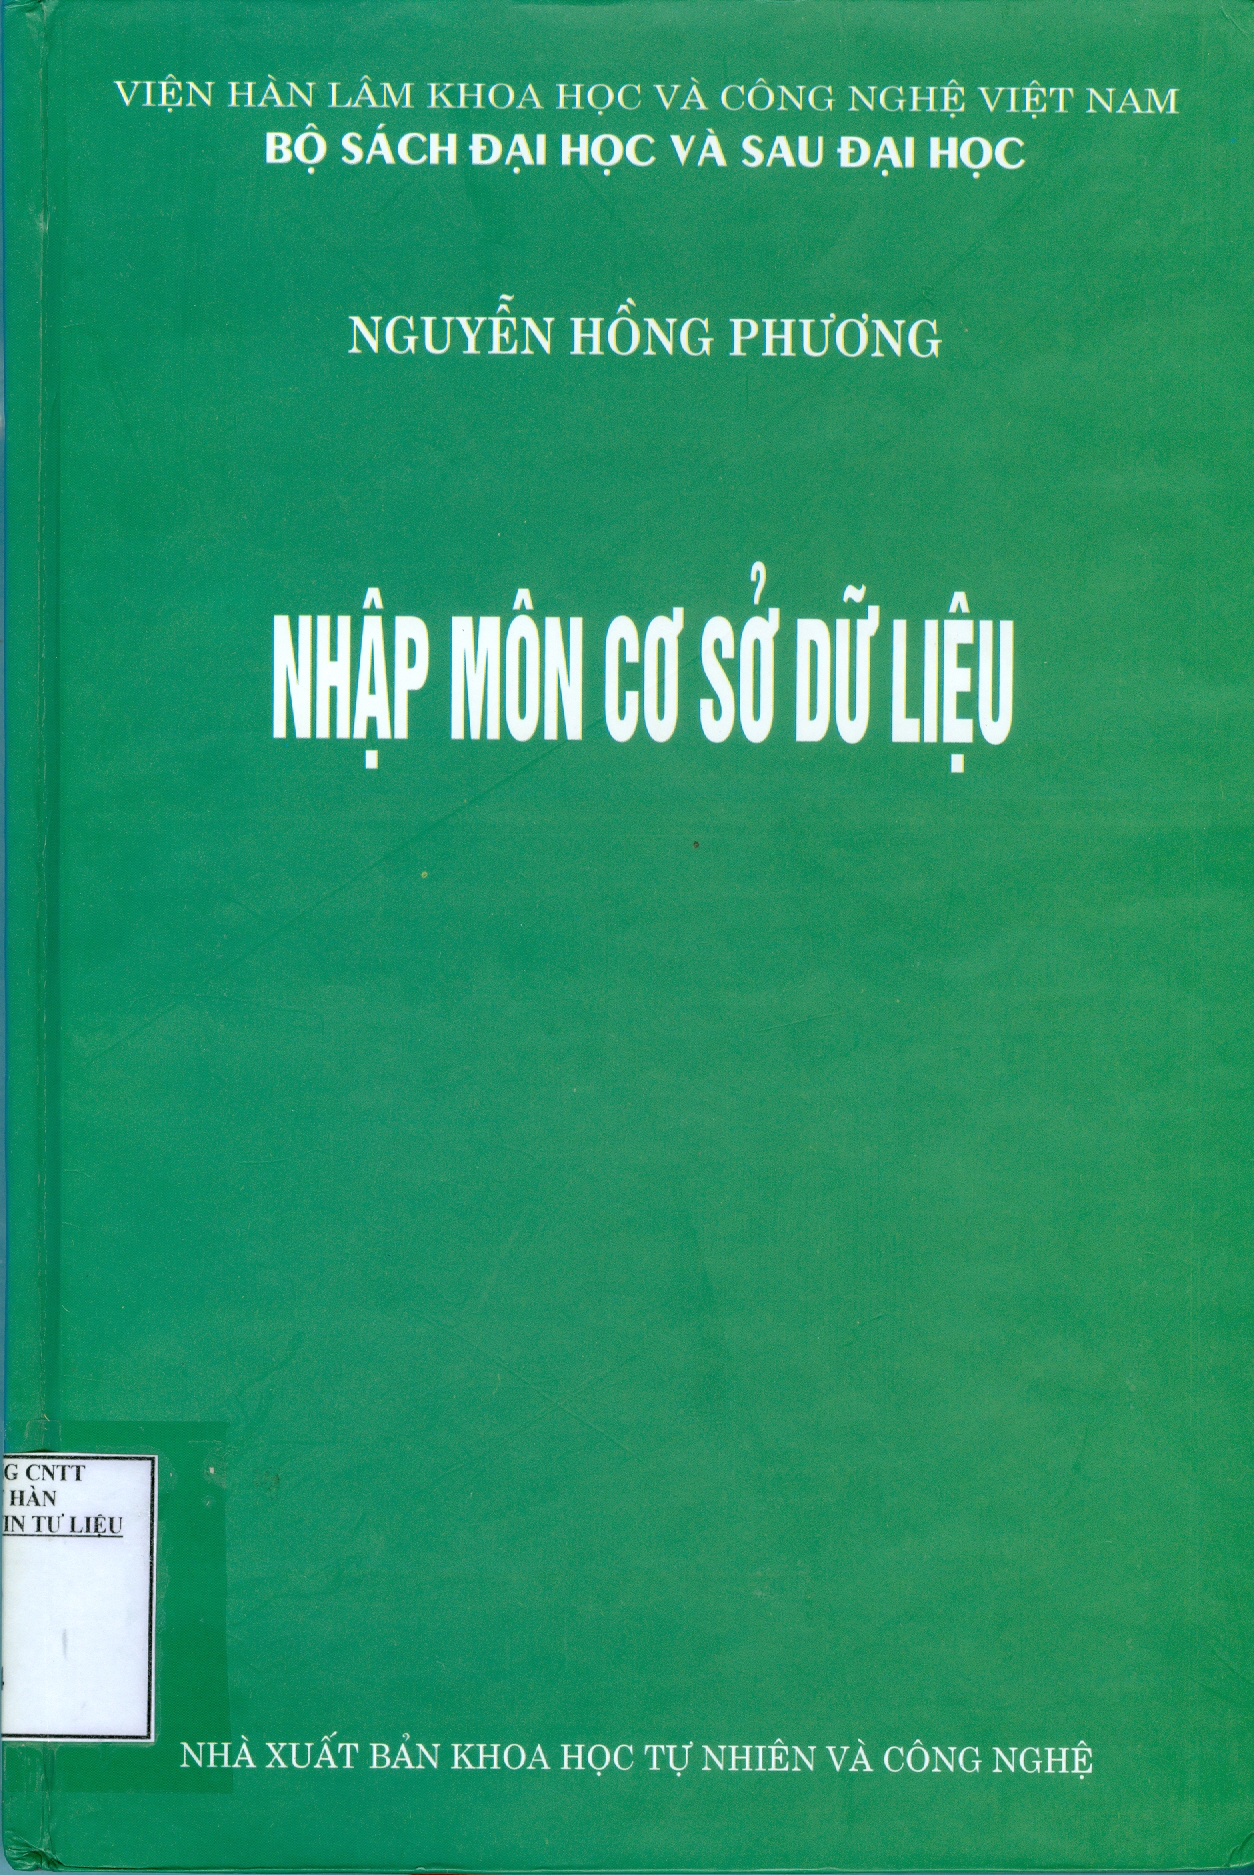 VIỆN HÀN LÂM KHOA HỌC VÀ CÔNG NGHỆ VIỆT NAM
BỘ SÁCH ĐẠI HỌC VÀ SAU ĐẠI HỌC
NGUYỄN HỒNG PHƯƠNG
NHẬP MÔN CƠ SỞ DỮ LIỆU
G CNTT
HÀN
IN TƯ LIỆU
NHÀ XUẤT BẢN KHOA HỌC TỰ NHIÊN VÀ CÔNG NGHỆ